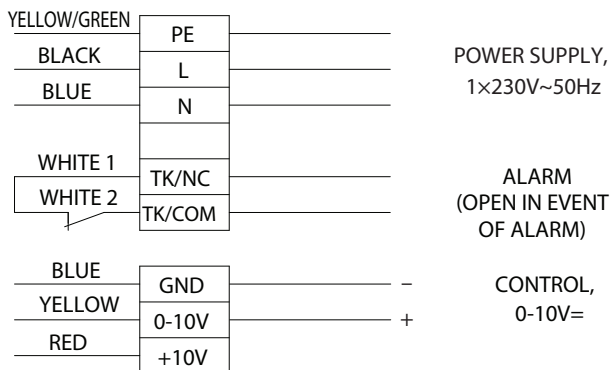 YELLOW/GREEN
PE
BLACK
L
BLUE
N
POWER SUPPLY,
1×230V~50Hz
WHITE 1
TK/NC
WHITE 2
TK/COM
ALARM
(OPEN IN EVENT
OF ALARM)
BLUE
GND
–
YELLOW
0-10V
+
RED
+10V
CONTROL,
0-10V=